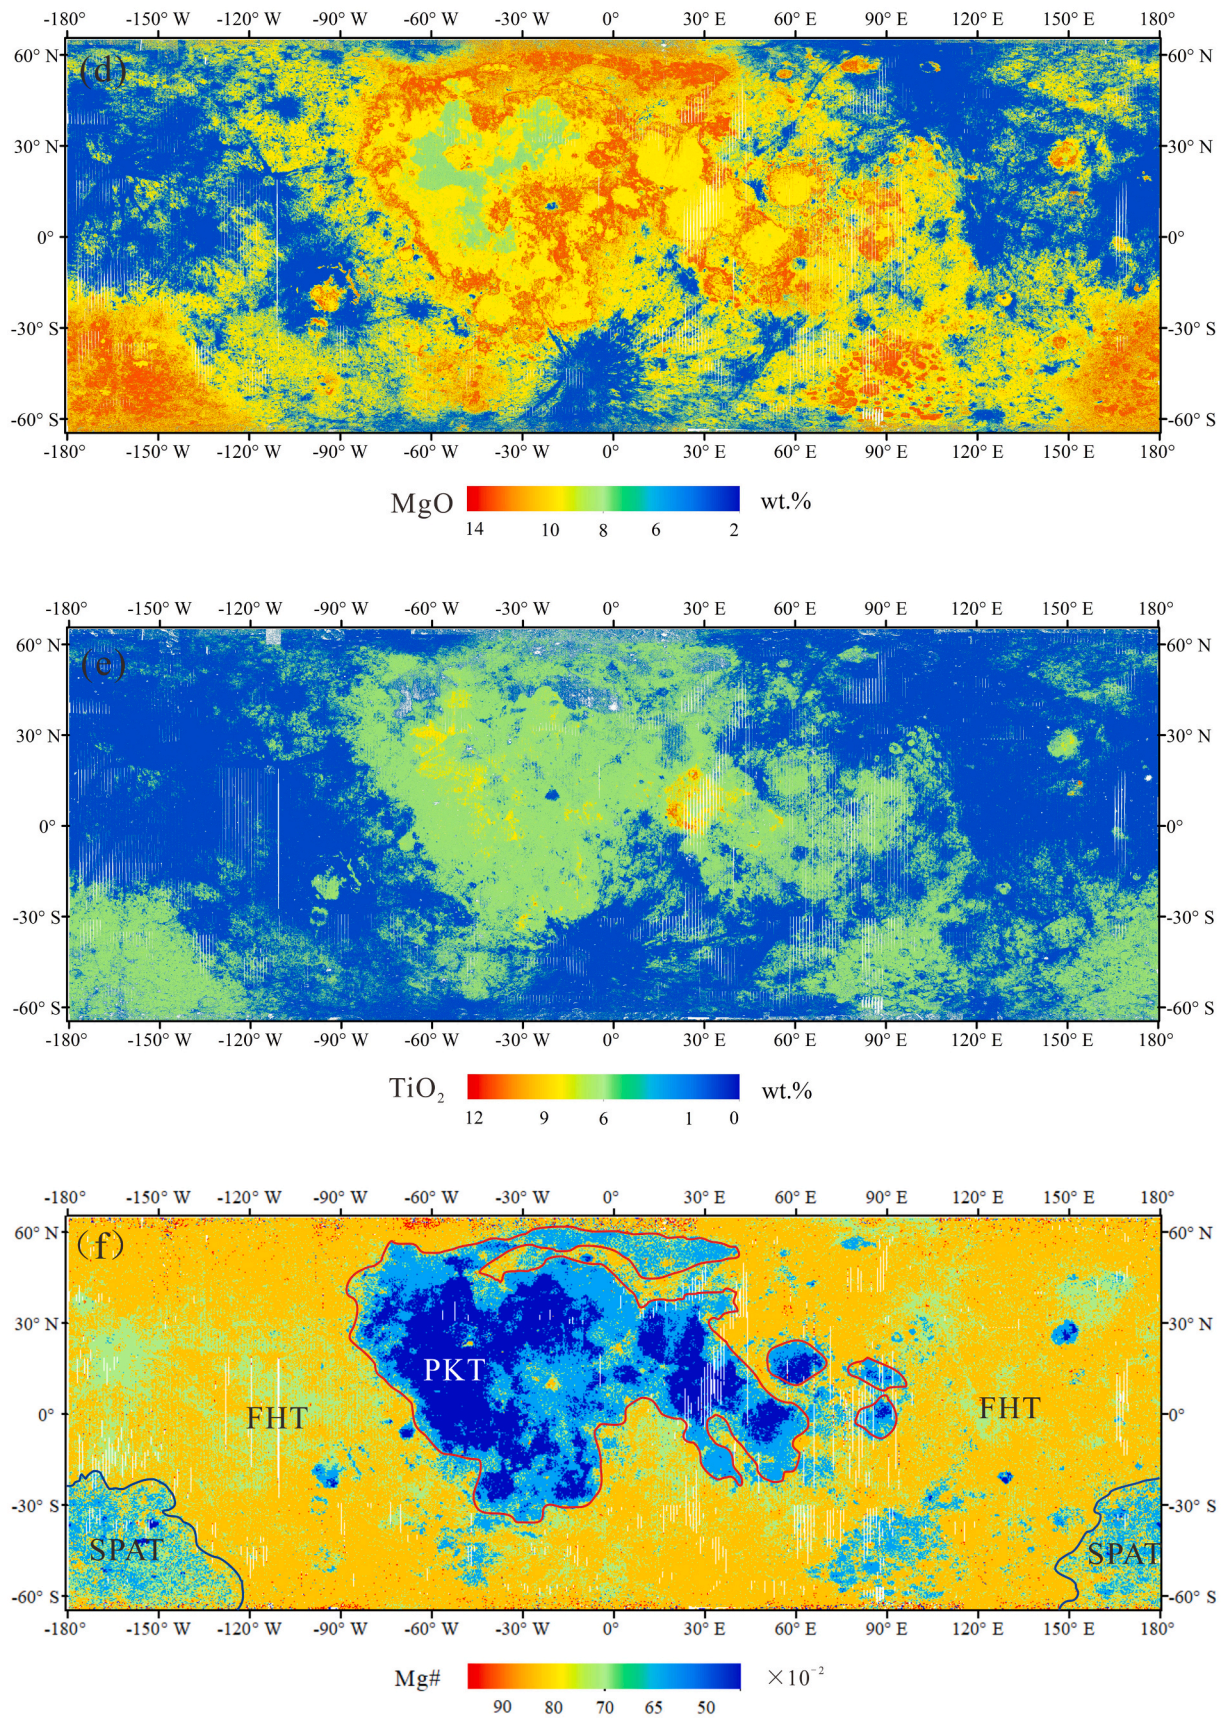 -180° -150° W -120° W -90° W -60° W -30° W 0° 30° E 60° E 90° E 120° E 150° E 180°
60° N (d) 60° N
30° N 30° N
0° 0°
-30° S -30° S
-60° S -60° S
-180° -150° W -120° W -90° W -60° W -30° W 0° 30° E 60° E 90° E 120° E 150° E 180°
MgO wt.%
14 10 8 6 2
-180° -150° W -120° W -90° W -60° W -30° W 0° 30° E 60° E 90° E 120° E 150° E 180°
60° N (e) 60° N
30° N 30° N
0° 0°
-30° S -30° S
-60° S -60° S
-180° -150° W -120° W -90° W -60° W -30° W 0° 30° E 60° E 90° E 120° E 150° E 180°
TiO₂ wt.%
12 9 6 1 0
-180° -150° W -120° W -90° W -60° W -30° W 0° 30° E 60° E 90° E 120° E 150° E 180°
60° N (f) 60° N
30° N 30° N
PKT
0° FHT FHT 0°
-30° S -30° S
SPAT SPAT
-60° S -60° S
-180° -150° W -120° W -90° W -60° W -30° W 0° 30° E 60° E 90° E 120° E 150° E 180°
Mg# ×10⁻²
90 80 70 65 50